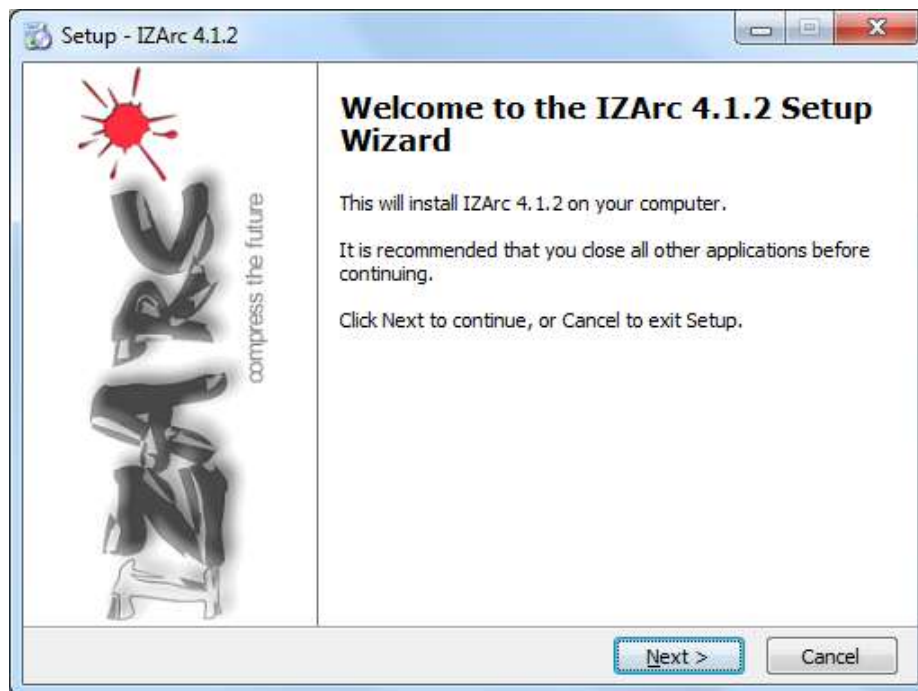 Setup - IZArc 4.1.2
IZARC
compress the future
Welcome to the IZArc 4.1.2 Setup
Wizard
This will install IZArc 4.1.2 on your computer.
It is recommended that you close all other applications before
continuing.
Click Next to continue, or Cancel to exit Setup.
Next >
Cancel